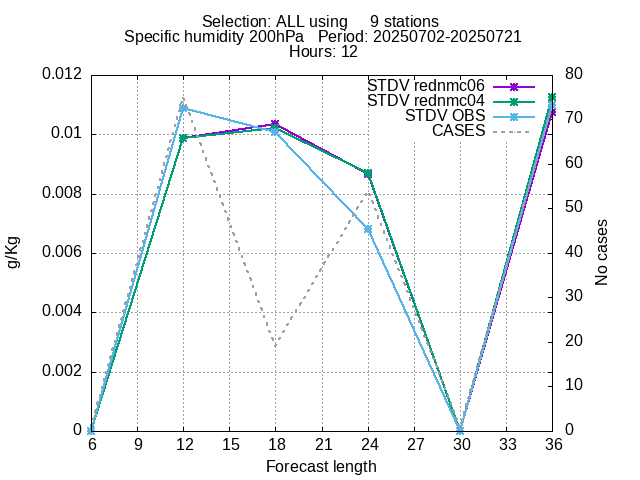 Selection: ALL using     9 stations
Specific humidity 200hPa   Period: 20250702-20250721
Hours: 12
STDV rednmc06
STDV rednmc04
STDV OBS
CASES
0.012
0.01
0.008
0.006
0.004
0.002
0
g/Kg
80
70
60
50
40
30
20
10
0
No cases
6 9 12 15 18 21 24 27 30 33 36
Forecast length